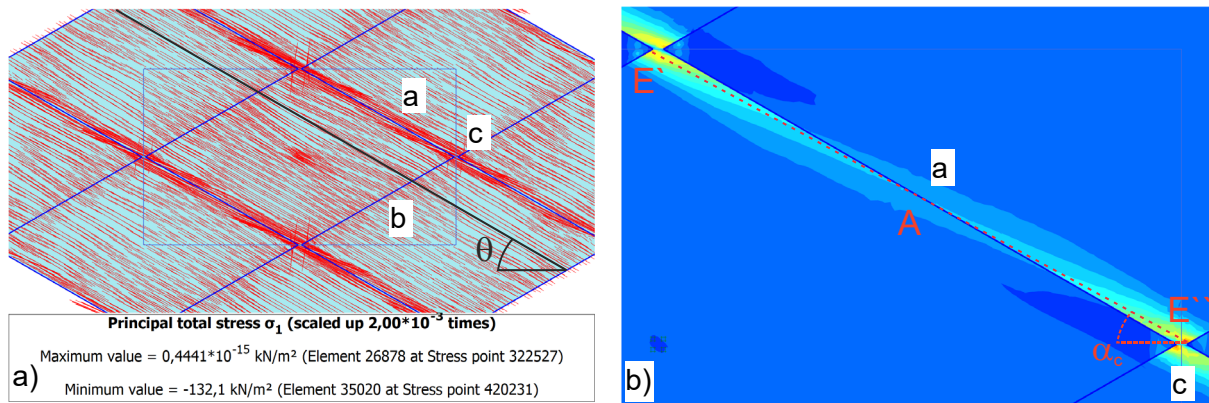 a
c
b
θ
Principal total stress σ₁ (scaled up 2,00*10⁻³ times)
Maximum value = 0,4441*10⁻¹⁵ kN/m² (Element 26878 at Stress point 322527)
Minimum value = -132,1 kN/m² (Element 35020 at Stress point 420231)
a)
E`
a
A
E``
α_c
c
b)